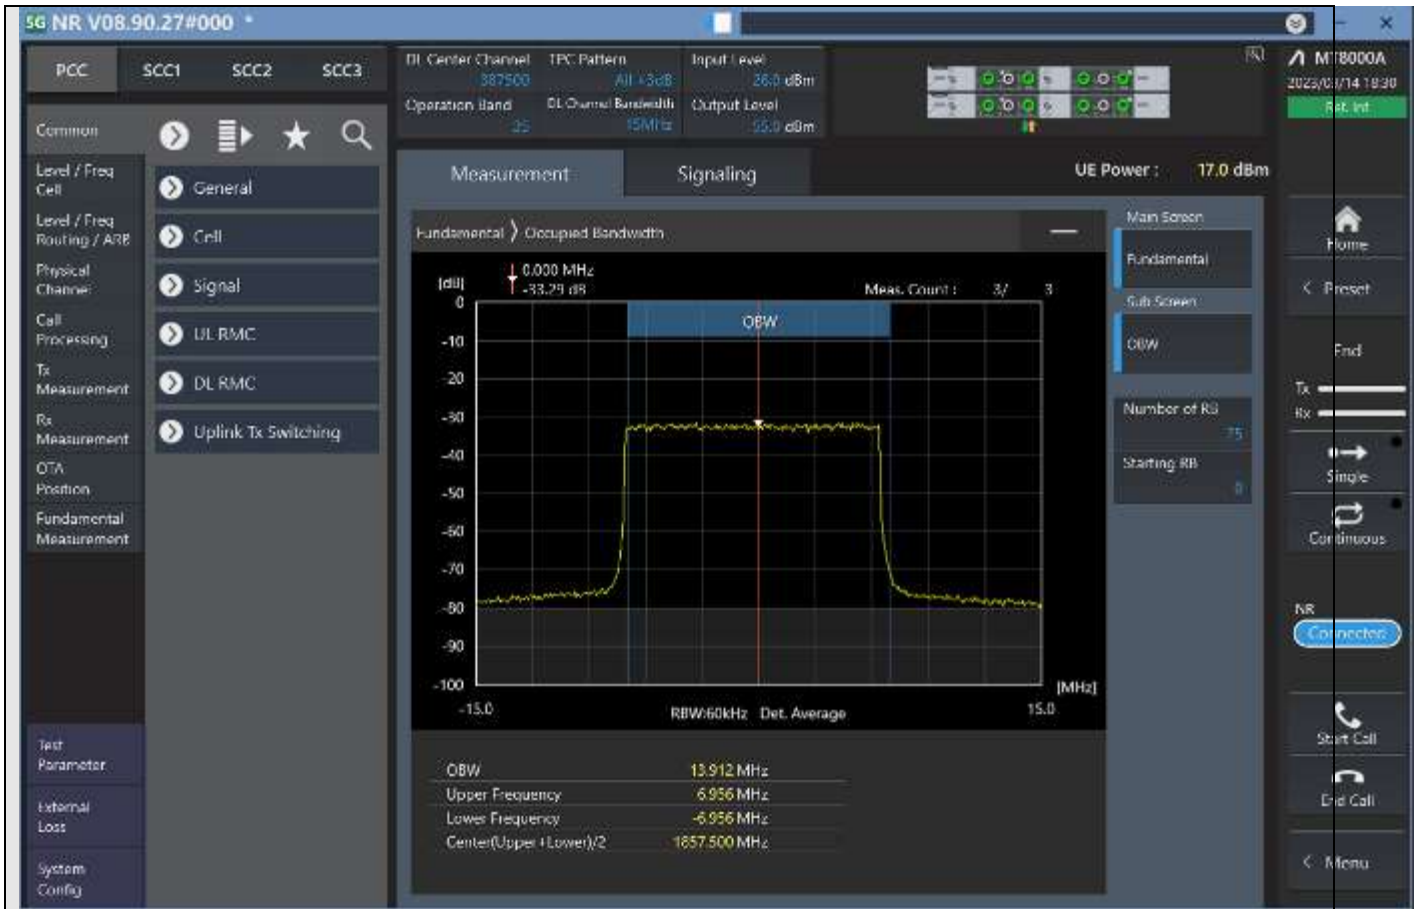 5G NR V08.90.27#000 *
PCC SCC1 SCC2 SCC3
DL Center Channel 387500
TPC Pattern All +3dB
Input Level 26.0 dBm
Operation Band 25
DL Channel Bandwidth 15MHz
Output Level -55.0 dBm
MT8000A
2023/03/14 18:30
Ref. Int
Common
Level / Freq
Cell
Level / Freq
Routing / ARB
Physical
Channel
Call
Processing
Tx
Measurement
Rx
Measurement
OTA
Position
Fundamental
Measurement
Test
Parameter
External
Loss
System
Config
General
Cell
Signal
UL RMC
DL RMC
Uplink Tx Switching
Measurement Signaling
UE Power : 17.0 dBm
Fundamental Occupied Bandwidth
[dB]
0.000 MHz
-33.29 dB
Meas. Count : 3/ 3
OBW
0
-10
-20
-30
-40
-50
-60
-70
-80
-90
-100
[MHz]
-15.0 RBW:60kHz Det. Average 15.0
OBW 13.912 MHz
Upper Frequency 6.956 MHz
Lower Frequency -6.956 MHz
Center(Upper+Lower)/2 1857.500 MHz
Main Screen
Fundamental
Sub Screen
OBW
Number of RB
75
Starting RB
0
Home
< Preset
End
Tx
Rx
Single
Continuous
NR
Connected
Start Call
End Call
< Menu